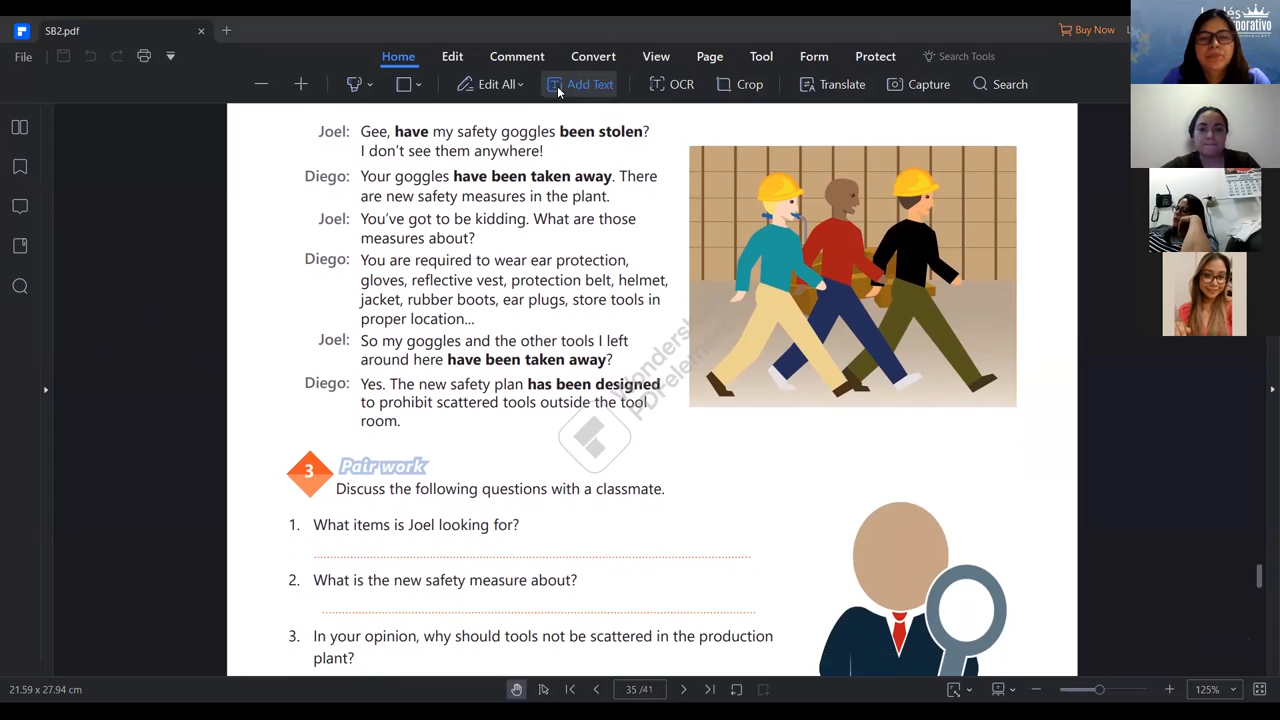 SB2.pdf
Buy Now
Inglés
Corporativo
File
Home
Edit
Comment
Convert
View
Page
Tool
Form
Protect
Search Tools
Edit All
Add Text
OCR
Crop
Translate
Capture
Search
Joel: Gee, have my safety goggles been stolen?
I don't see them anywhere!
Diego: Your goggles have been taken away. There
are new safety measures in the plant.
Joel: You've got to be kidding. What are those
measures about?
Diego: You are required to wear ear protection,
gloves, reflective vest, protection belt, helmet,
jacket, rubber boots, ear plugs, store tools in
proper location...
Joel: So my goggles and the other tools I left
around here have been taken away?
Diego: Yes. The new safety plan has been designed
to prohibit scattered tools outside the tool
room.
Wondershare
PDFelement
3 Pair work
Discuss the following questions with a classmate.
1. What items is Joel looking for?
2. What is the new safety measure about?
3. In your opinion, why should tools not be scattered in the production
plant?
21.59 x 27.94 cm
35 /41
125%